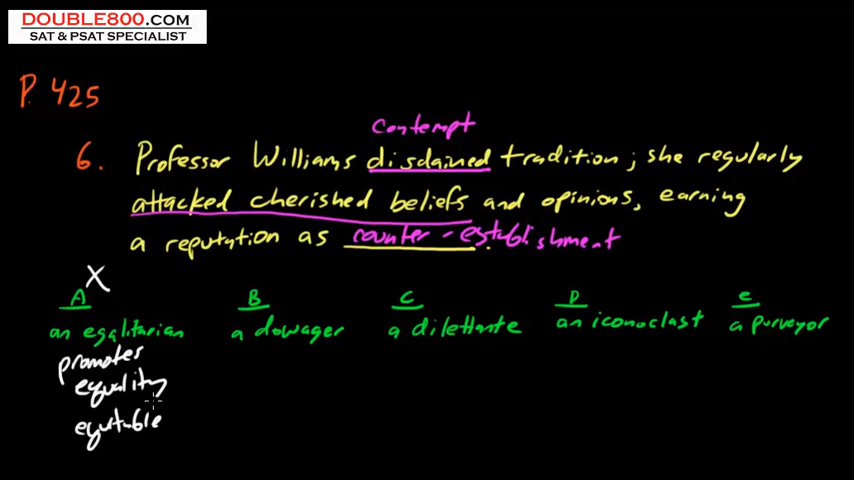 DOUBLE800.COM
SAT & PSAT SPECIALIST
P. 425
contempt
6. Professor Williams disdained tradition; she regularly
attacked cherished beliefs and opinions, earning
a reputation as counter-establishment.
X
A B C D e
an egalitarian a dowager a dilettante an iconoclast a purveyor
promotes
equality
equitable